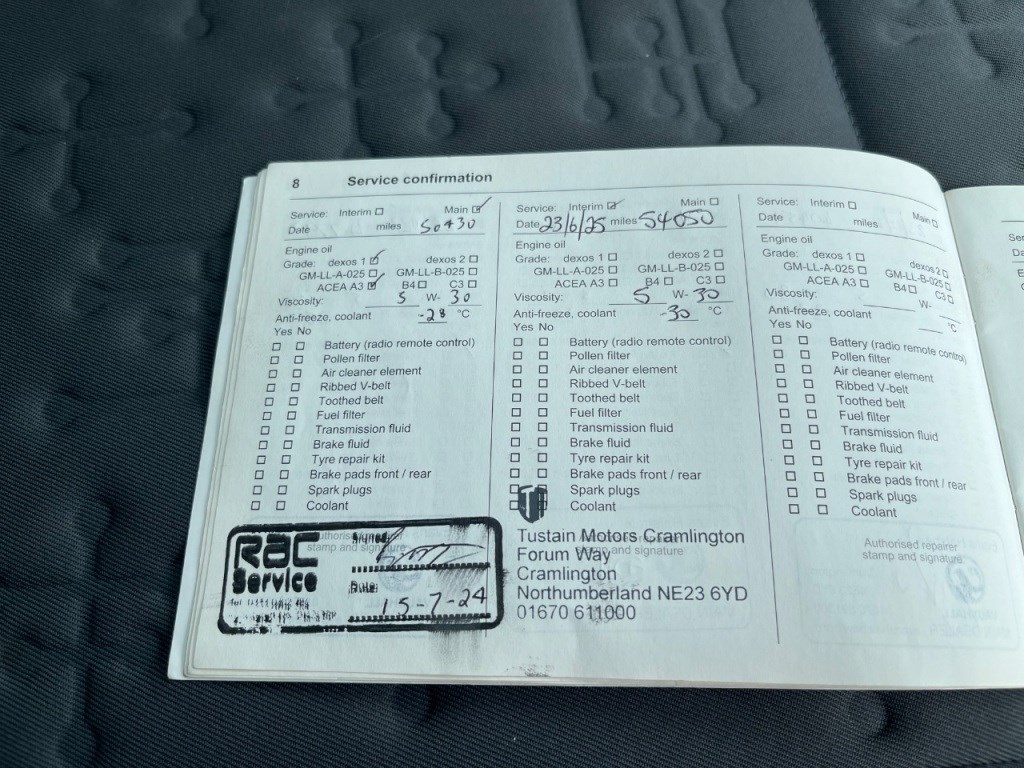 8 Service confirmation
Service: Interim Main
Date miles 50430
Engine oil
Grade: dexos 1 dexos 2
GM-LL-A-025 GM-LL-B-025
ACEA A3 B4 C3
Viscosity: 5 W- 30
Anti-freeze, coolant -28 °C
Yes No
Battery (radio remote control)
Pollen filter
Air cleaner element
Ribbed V-belt
Toothed belt
Fuel filter
Transmission fluid
Brake fluid
Tyre repair kit
Brake pads front / rear
Spark plugs
Coolant
Authorised
stamp and signature
RAC
Service
Signed
Date:
15-7-24
Service: Interim Main
Date 23/6/25 miles 54050
Engine oil
Grade: dexos 1 dexos 2
GM-LL-A-025 GM-LL-B-025
ACEA A3 B4 C3
Viscosity: 5 W- 30
Anti-freeze, coolant -30 °C
Yes No
Battery (radio remote control)
Pollen filter
Air cleaner element
Ribbed V-belt
Toothed belt
Fuel filter
Transmission fluid
Brake fluid
Tyre repair kit
Brake pads front / rear
Spark plugs
Coolant
Tustain Motors Cramlington
stamp and signature
Forum Way
Cramlington
Northumberland NE23 6YD
01670 611000
Service: Interim Main
Date miles
Engine oil
Grade: dexos 1 dexos 2
GM-LL-A-025 GM-LL-B-025
ACEA A3 B4 C3
Viscosity: W-
Anti-freeze, coolant °C
Yes No
Battery (radio remote control)
Pollen filter
Air cleaner element
Ribbed V-belt
Toothed belt
Fuel filter
Transmission fluid
Brake fluid
Tyre repair kit
Brake pads front / rear
Spark plugs
Coolant
Authorised repairer
stamp and signature